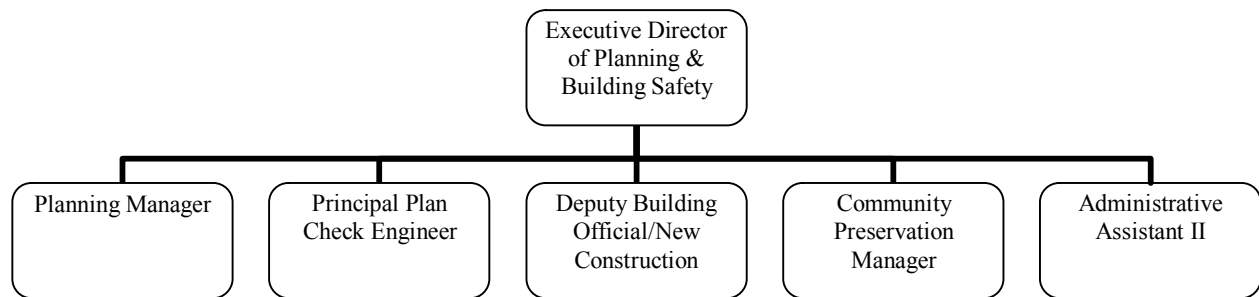 Executive Director
of Planning &
Building Safety
Planning Manager
Principal Plan
Check Engineer
Deputy Building
Official/New
Construction
Community
Preservation
Manager
Administrative
Assistant II